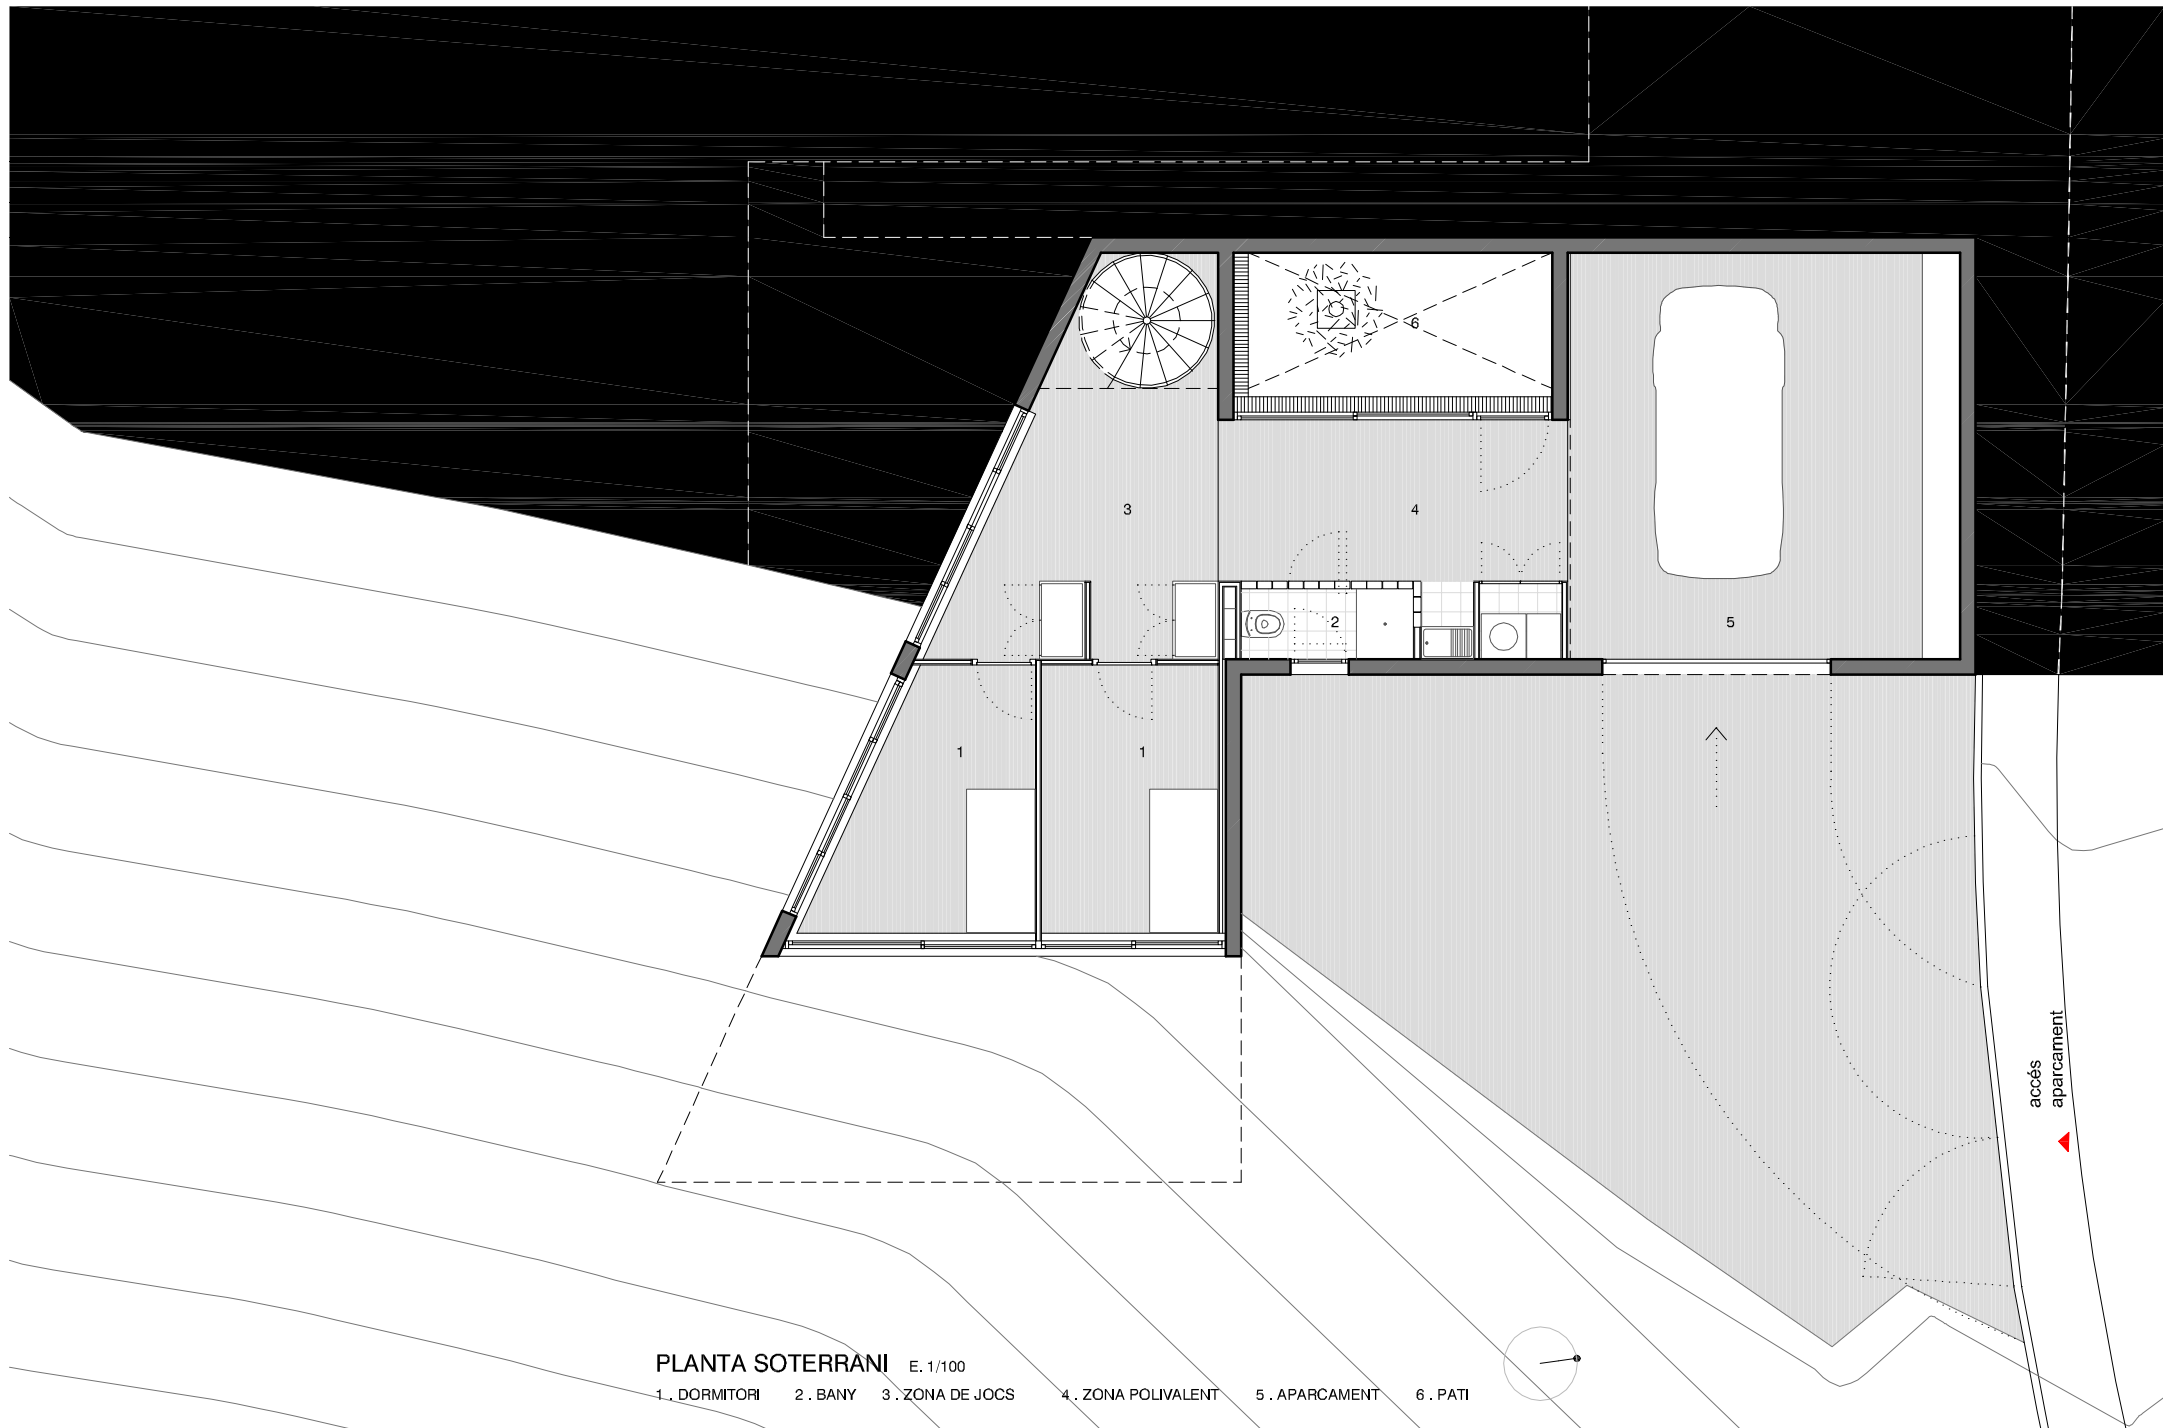 6
3
4
2
5
1
1
accés
aparcament
PLANTA SOTERRANI E. 1/100
1 . DORMITORI 2 . BANY 3 . ZONA DE JOCS 4 . ZONA POLIVALENT 5 . APARCAMENT 6 . PATI